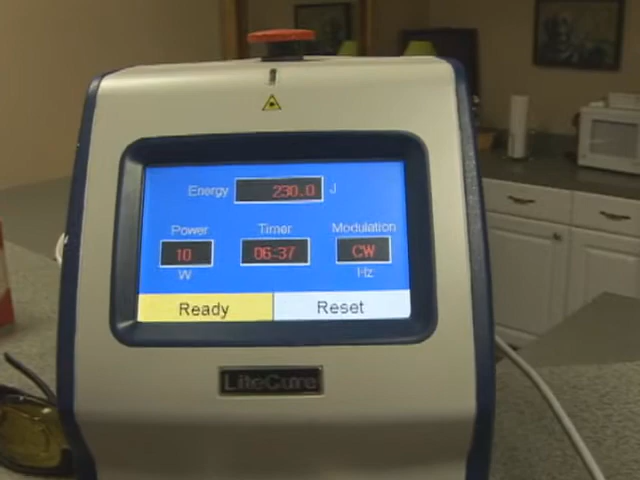 Energy 230.0 J
Power Timer Modulation
10 06-37 CW
W Hz
Ready Reset
LiteCure